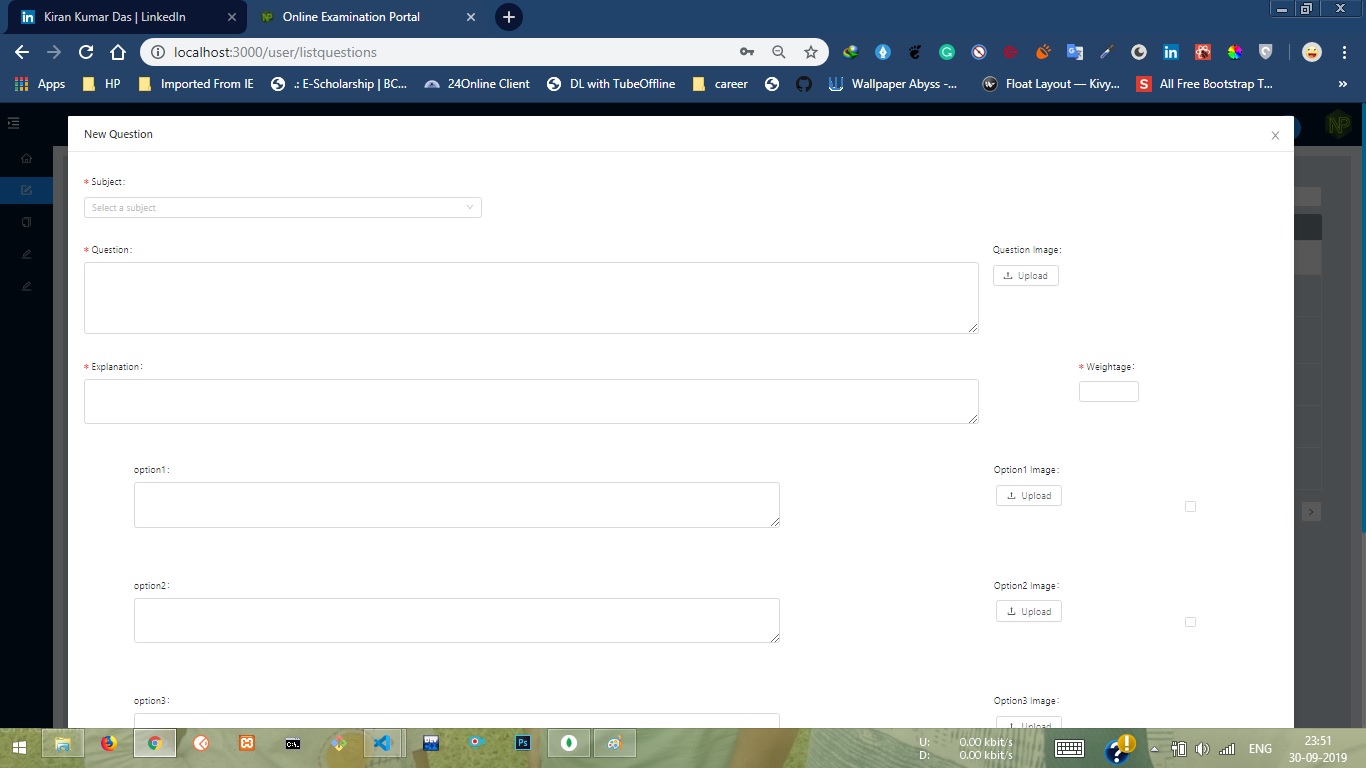 Kiran Kumar Das | LinkedIn
Online Examination Portal
localhost:3000/user/listquestions
Apps
HP
Imported From IE
.: E-Scholarship | BC...
24Online Client
DL with TubeOffline
career
Wallpaper Abyss -...
Float Layout — Kivy...
All Free Bootstrap T...
»
New Question
NP
* Subject:
Select a subject
* Question:
Question Image:
Upload
* Explanation:
* Weightage:
option1:
Option1 Image:
Upload
option2:
Option2 Image:
Upload
option3:
Option3 Image:
Upload
U: 0.00 kbit/s
D: 0.00 kbit/s
ENG
23:51
30-09-2019